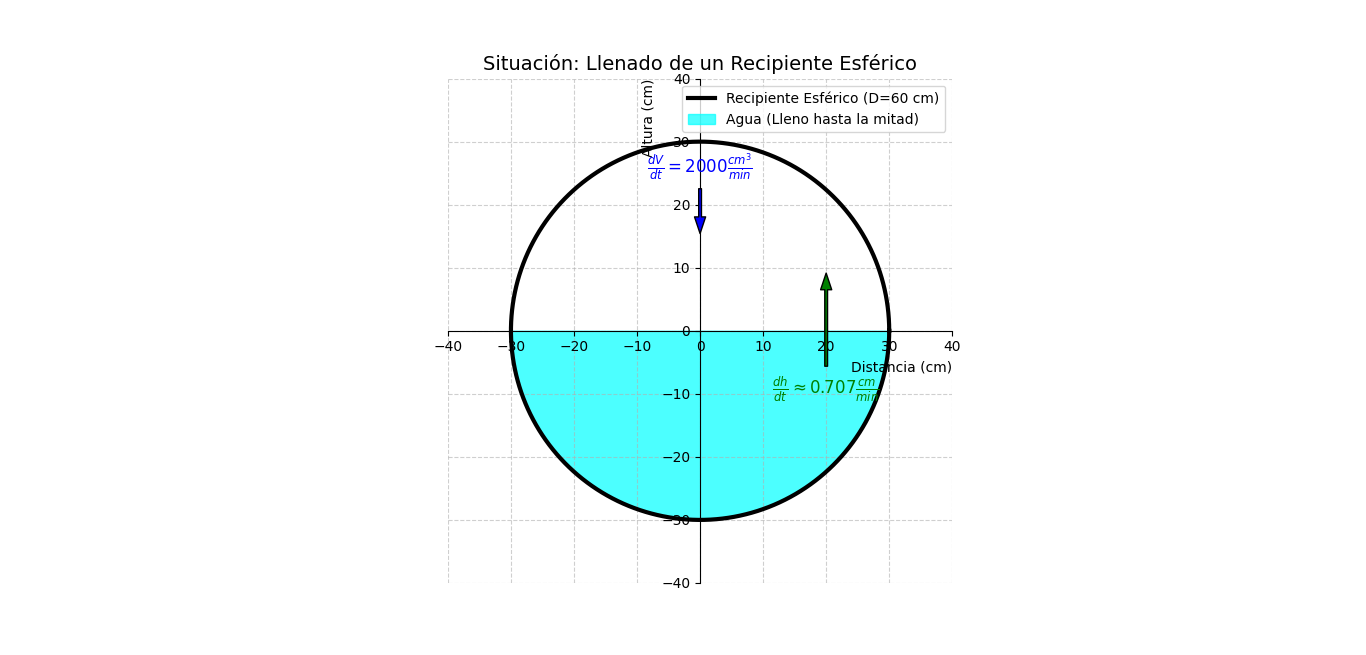 Situación: Llenado de un Recipiente Esférico
Altura (cm)
Recipiente Esférico (D=60 cm)
Agua (Lleno hasta la mitad)
dV/dt = 2000 cm³/min
dh/dt ≈ 0.707 cm/min
Distancia (cm)
40
30
20
10
0
−10
−20
−30
−40
−40 −30 −20 −10 0 10 20 30 40